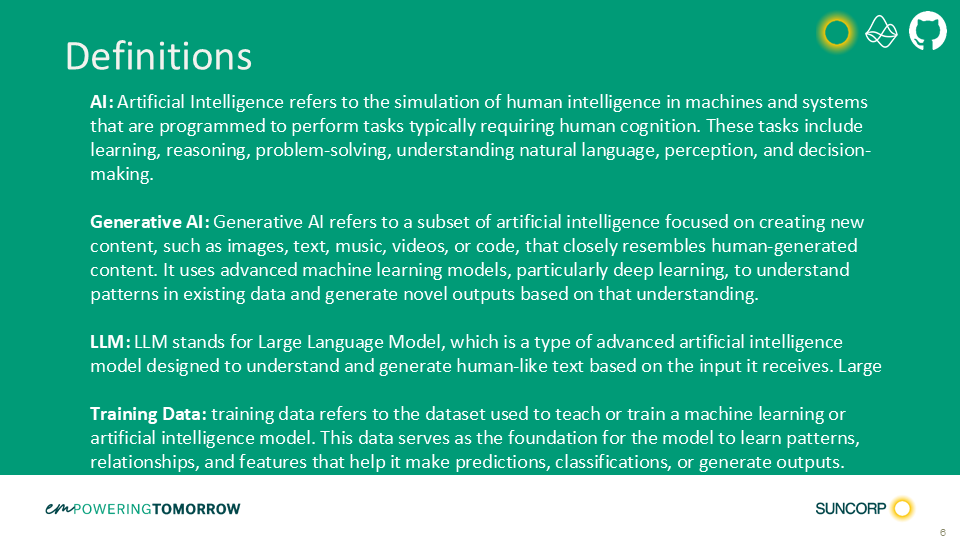 Definitions
AI: Artificial Intelligence refers to the simulation of human intelligence in machines and systems
that are programmed to perform tasks typically requiring human cognition. These tasks include
learning, reasoning, problem-solving, understanding natural language, perception, and decision-
making.
Generative AI: Generative AI refers to a subset of artificial intelligence focused on creating new
content, such as images, text, music, videos, or code, that closely resembles human-generated
content. It uses advanced machine learning models, particularly deep learning, to understand
patterns in existing data and generate novel outputs based on that understanding.
LLM: LLM stands for Large Language Model, which is a type of advanced artificial intelligence
model designed to understand and generate human-like text based on the input it receives. Large
Training Data: training data refers to the dataset used to teach or train a machine learning or
artificial intelligence model. This data serves as the foundation for the model to learn patterns,
relationships, and features that help it make predictions, classifications, or generate outputs.
emPOWERINGTOMORROW
SUNCORP
6